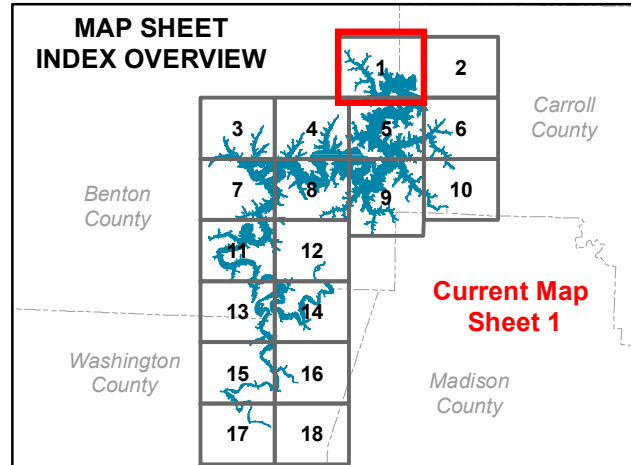 MAP SHEET
INDEX OVERVIEW
1
2
Carroll
County
3
4
5
6
Benton
County
7
8
9
10
11
12
Current Map
Sheet 1
13
14
Washington
County
15
16
Madison
County
17
18